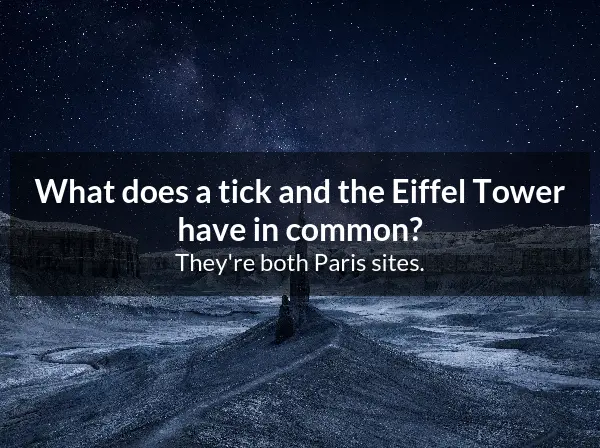 What does a tick and the Eiffel Tower
have in common?
They're both Paris sites.